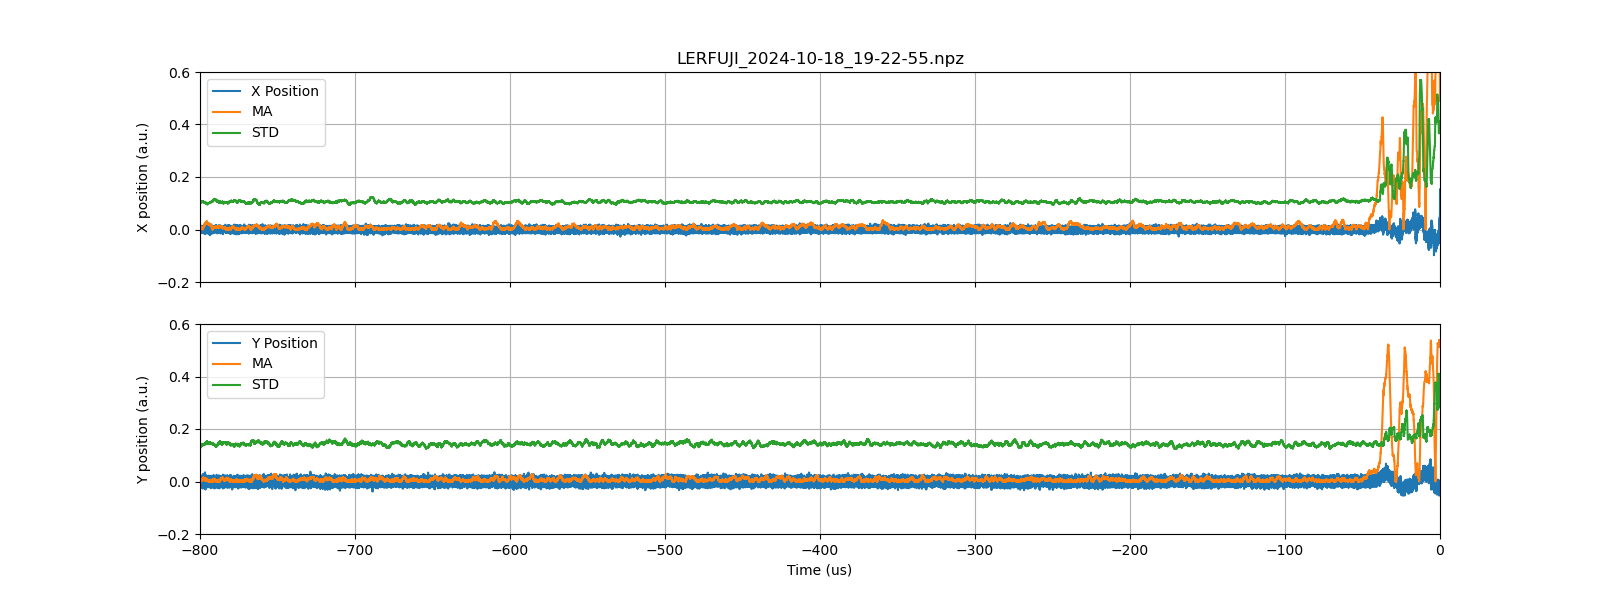 LERFUJI_2024-10-18_19-22-55.npz
0.6
0.4
0.2
0.0
−0.2
X position (a.u.)
X Position
MA
STD
0.6
0.4
0.2
0.0
−0.2
Y position (a.u.)
Y Position
MA
STD
−800 −700 −600 −500 −400 −300 −200 −100 0
Time (us)